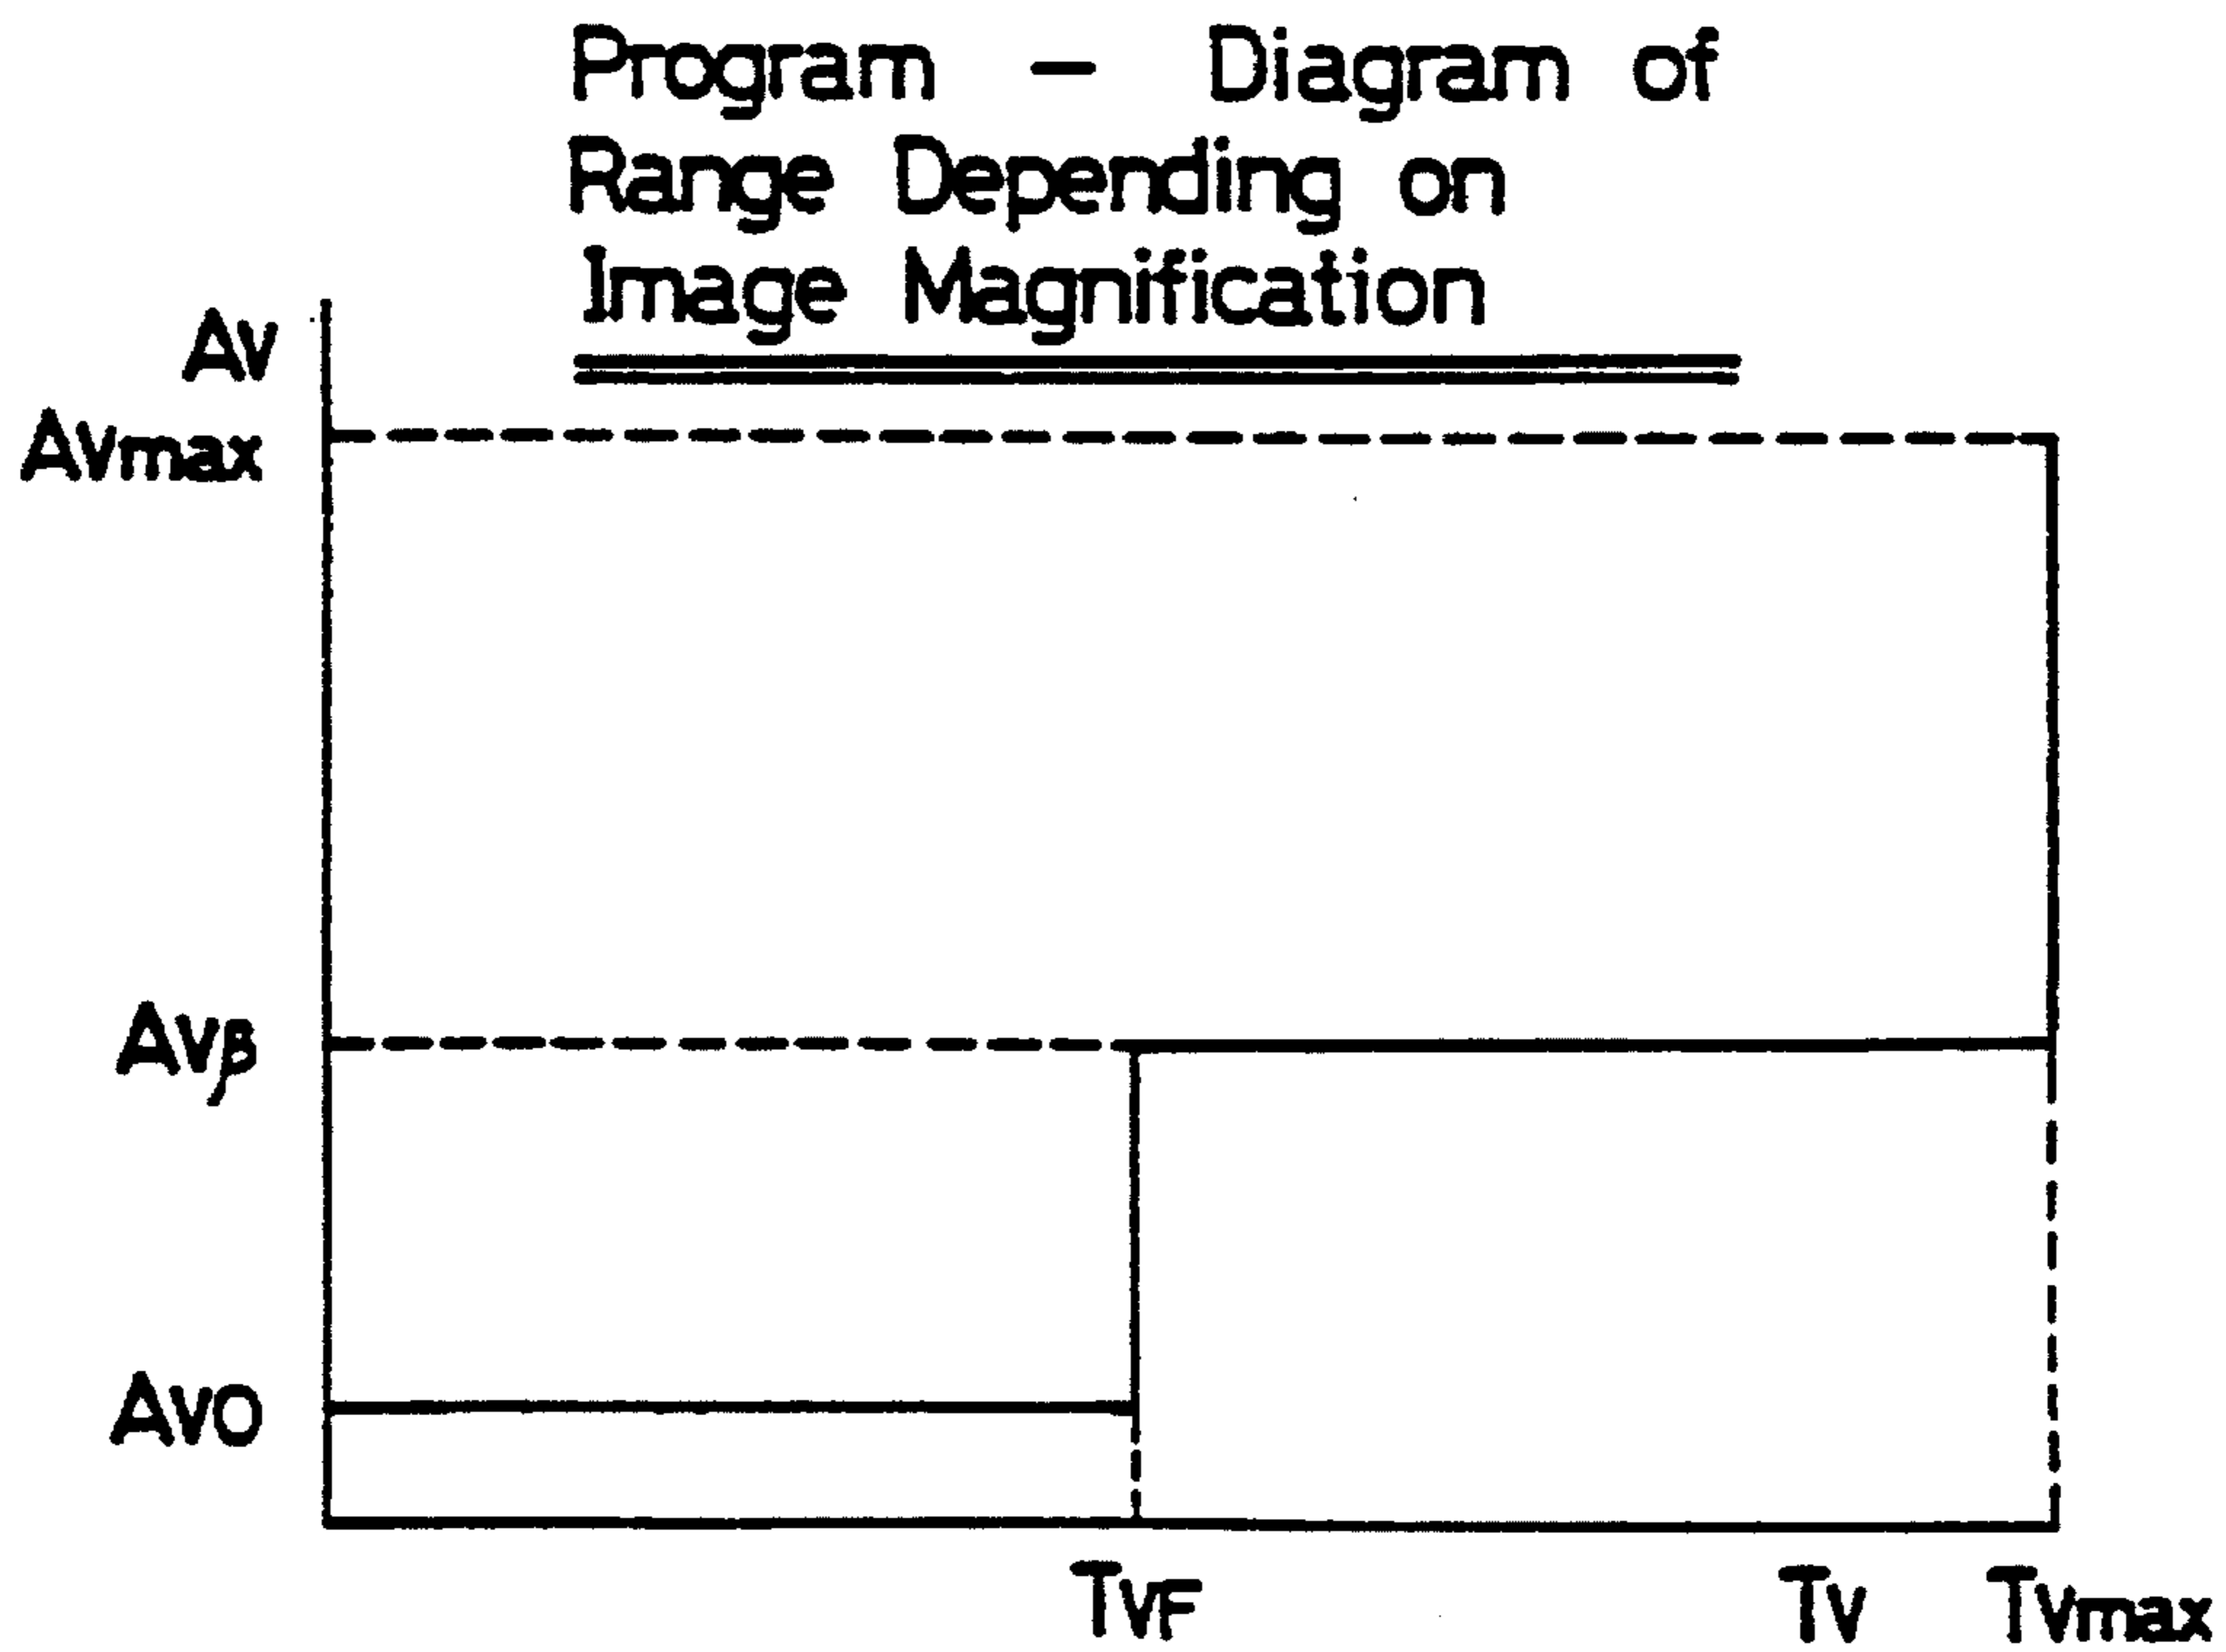 Program – Diagram of
Range Depending on
Image Magnification
Av
Avmax
Avβ
Avo
TvF
Tv
Tvmax